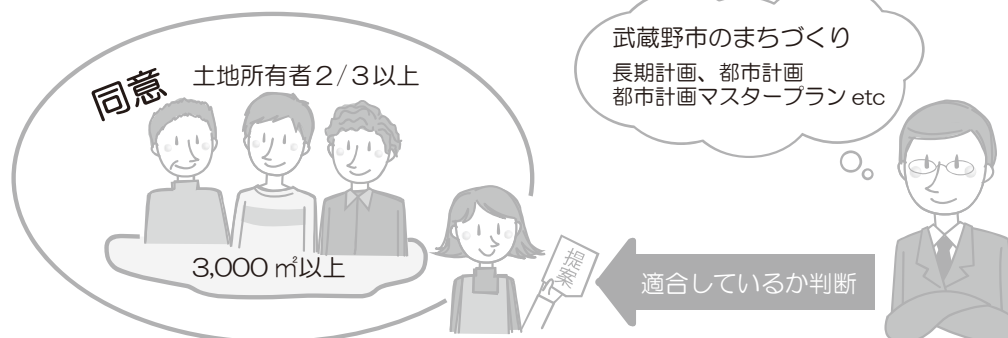 同意
土地所有者2/3以上
3,000㎡以上
提案
武蔵野市のまちづくり
長期計画、都市計画
都市計画マスタープラン etc
適合しているか判断